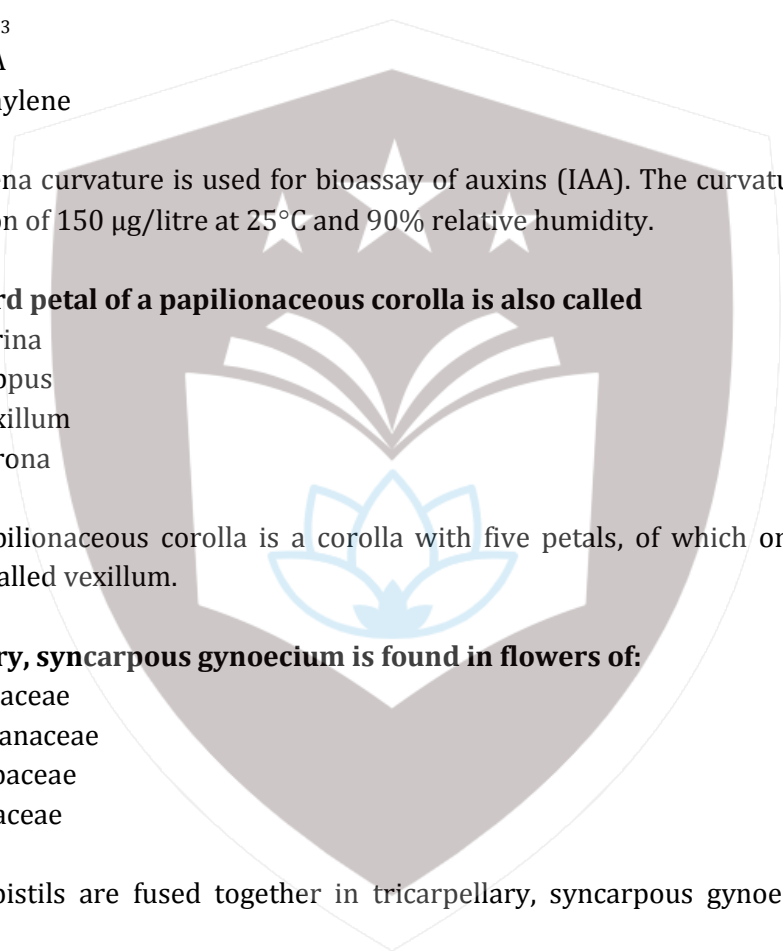 3
A
ylene
na curvature is used for bioassay of auxins (IAA). The curvatu
on of 150 µg/litre at 25°C and 90% relative humidity.
rd petal of a papilionaceous corolla is also called
rina
ppus
xillum
rona
pilionaceous corolla is a corolla with five petals, of which on
alled vexillum.
ry, syncarpous gynoecium is found in flowers of:
aceae
anaceae
baceae
aceae
pistils are fused together in tricarpellary, syncarpous gynoe